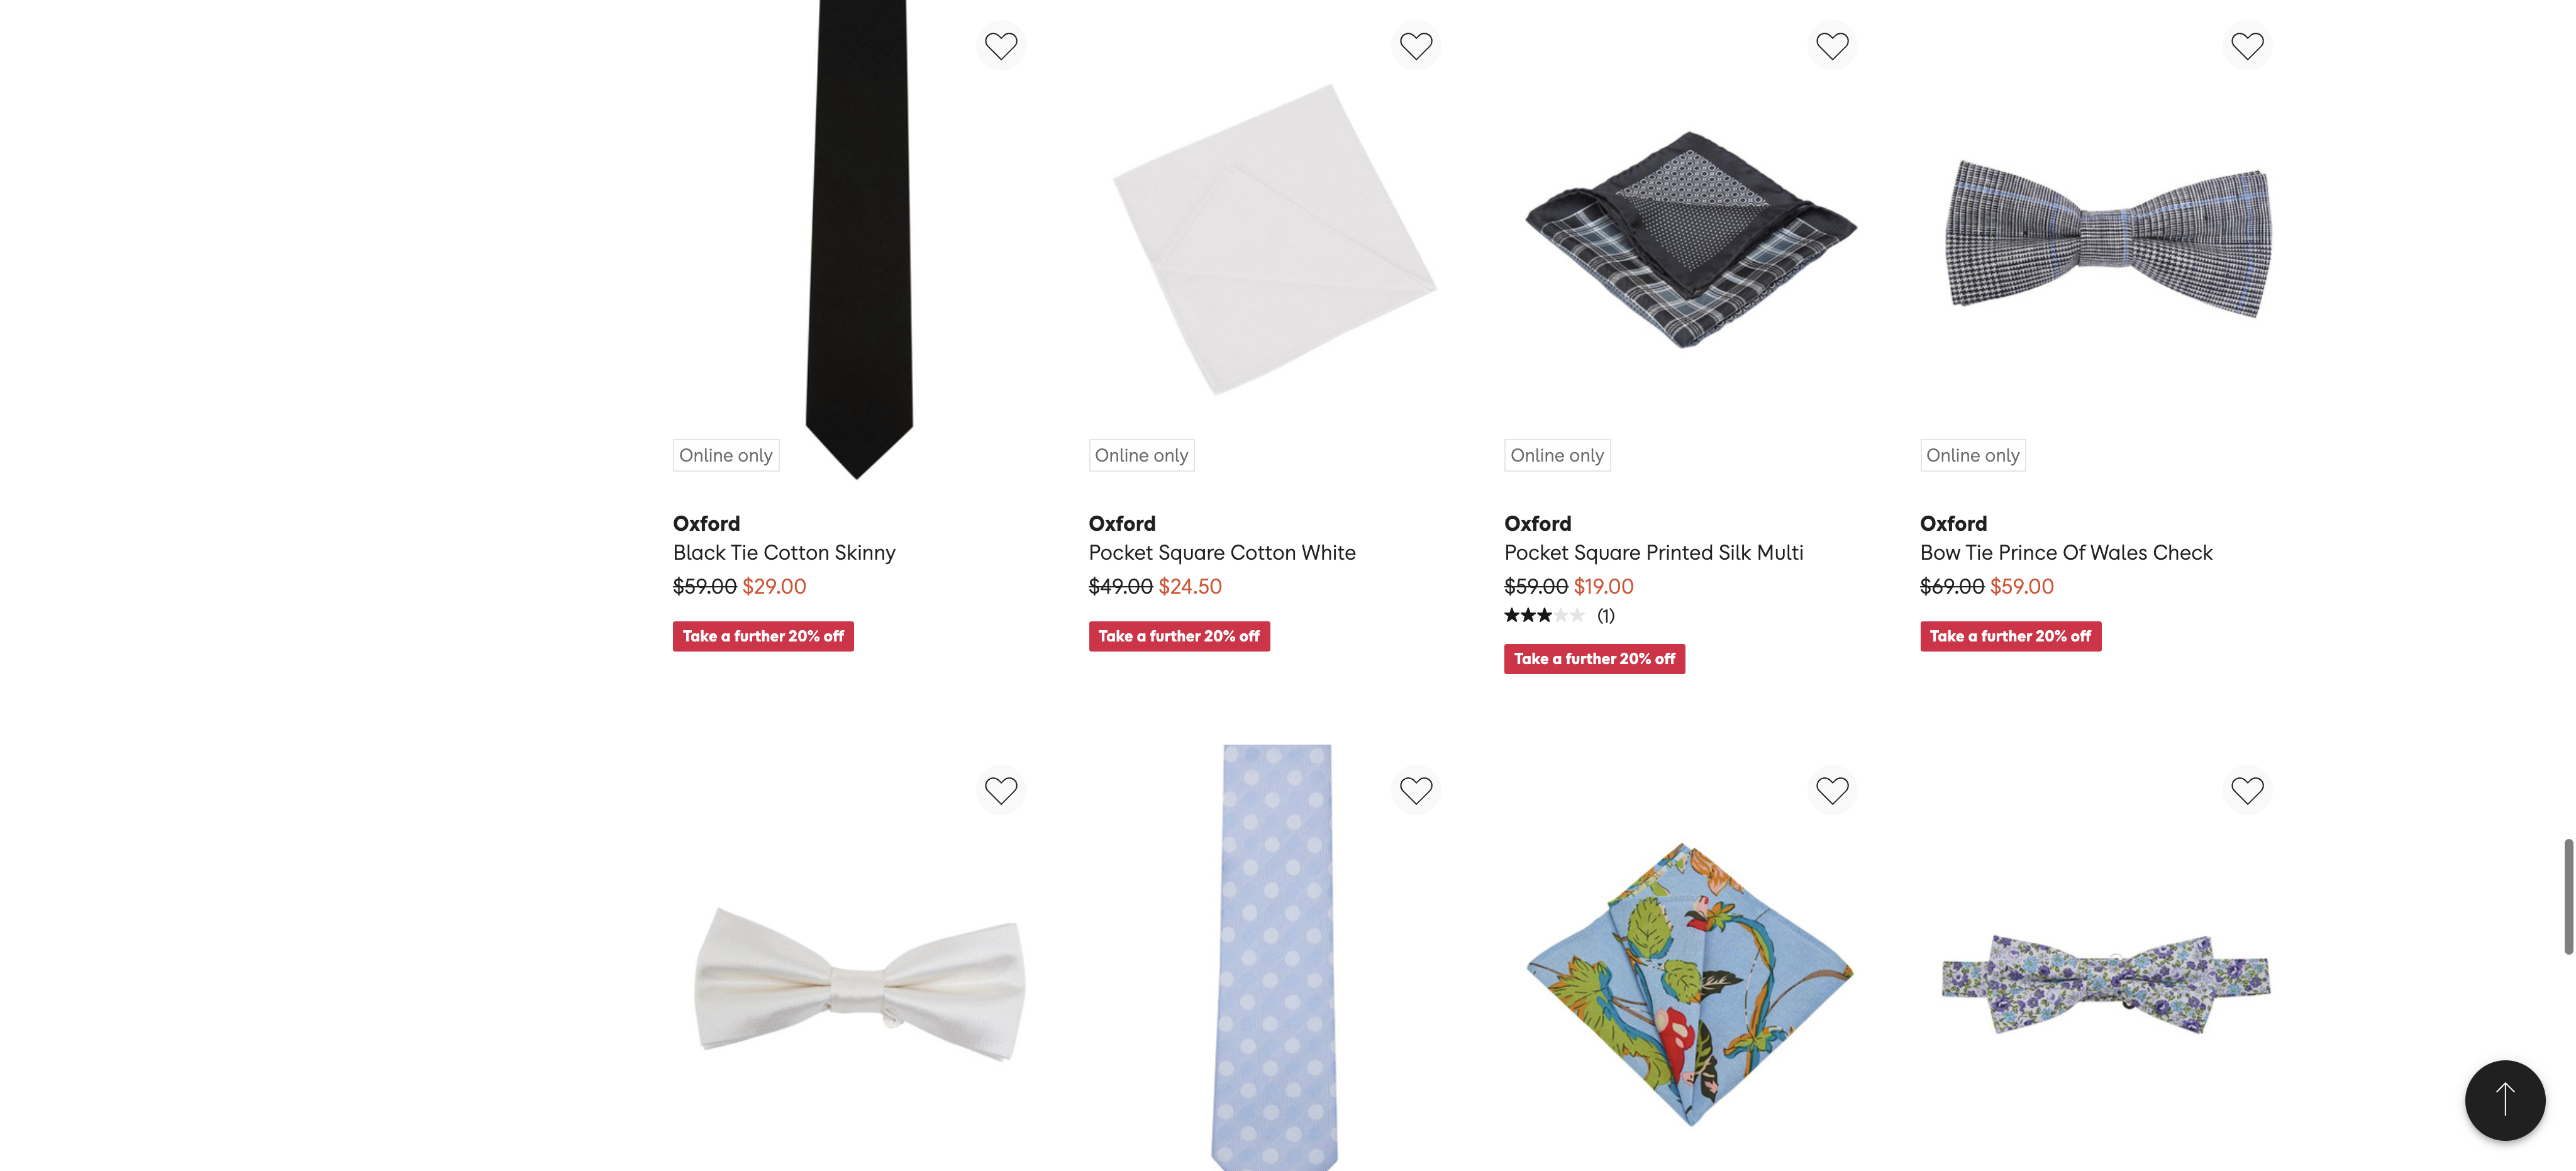 Online only
Oxford
Black Tie Cotton Skinny
$59.00 $29.00
Take a further 20% off
Online only
Oxford
Pocket Square Cotton White
$49.00 $24.50
Take a further 20% off
Online only
Oxford
Pocket Square Printed Silk Multi
$59.00 $19.00
(1)
Take a further 20% off
Online only
Oxford
Bow Tie Prince Of Wales Check
$69.00 $59.00
Take a further 20% off